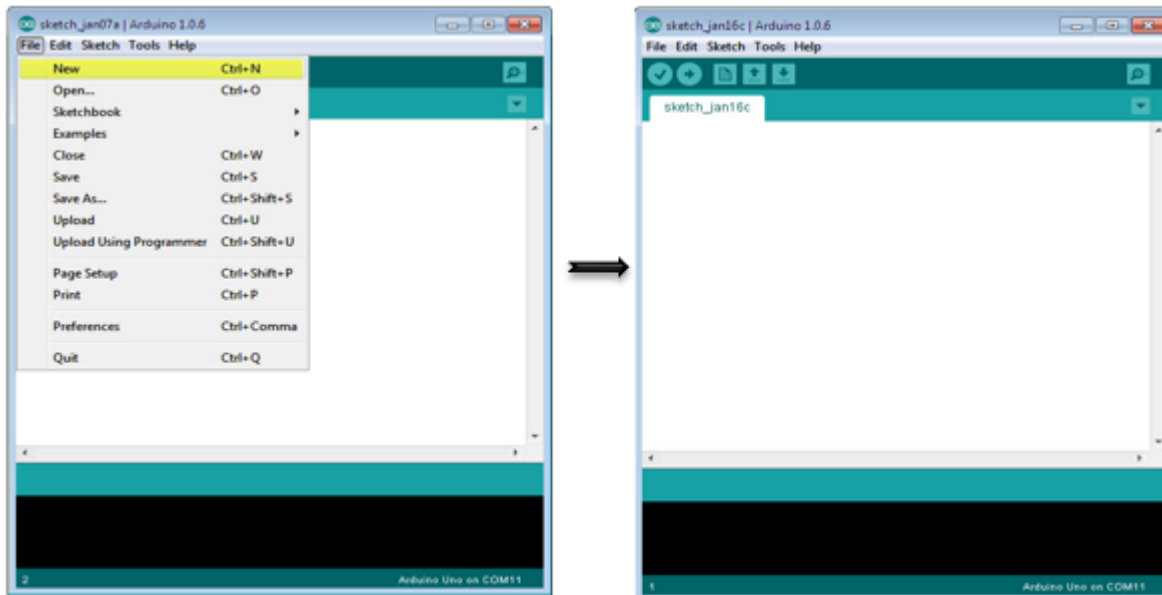 sketch_jan07a | Arduino 1.0.6
File Edit Sketch Tools Help
New Ctrl+N
Open... Ctrl+O
Sketchbook
Examples
Close Ctrl+W
Save Ctrl+S
Save As... Ctrl+Shift+S
Upload Ctrl+U
Upload Using Programmer Ctrl+Shift+U
Page Setup Ctrl+Shift+P
Print Ctrl+P
Preferences Ctrl+Comma
Quit Ctrl+Q
2 Arduino Uno on COM11
sketch_jan16c | Arduino 1.0.6
File Edit Sketch Tools Help
sketch_jan16c
1 Arduino Uno on COM11